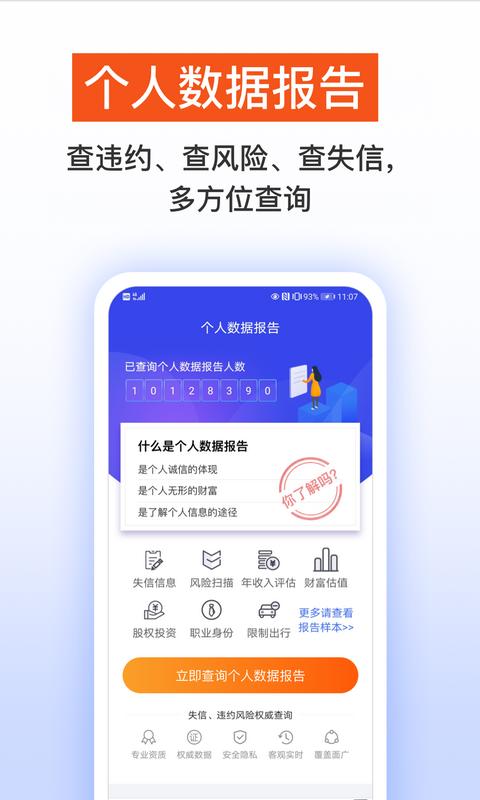 个人数据报告
查违约、查风险、查失信,
多方位查询
HD 46 93% 11:07
个人数据报告
已查询个人数据报告人数
1 0 1 2 8 3 9 0
什么是个人数据报告
是个人诚信的体现
是个人无形的财富
是了解个人信息的途径
你了解吗?
失信信息 风险扫描 年收入评估 财富估值
股权投资 职业身份 限制出行 更多请查看
报告样本>>
立即查询个人数据报告
失信、违约风险权威查询
证
专业资质 权威数据 安全隐私 客观实时 覆盖面广